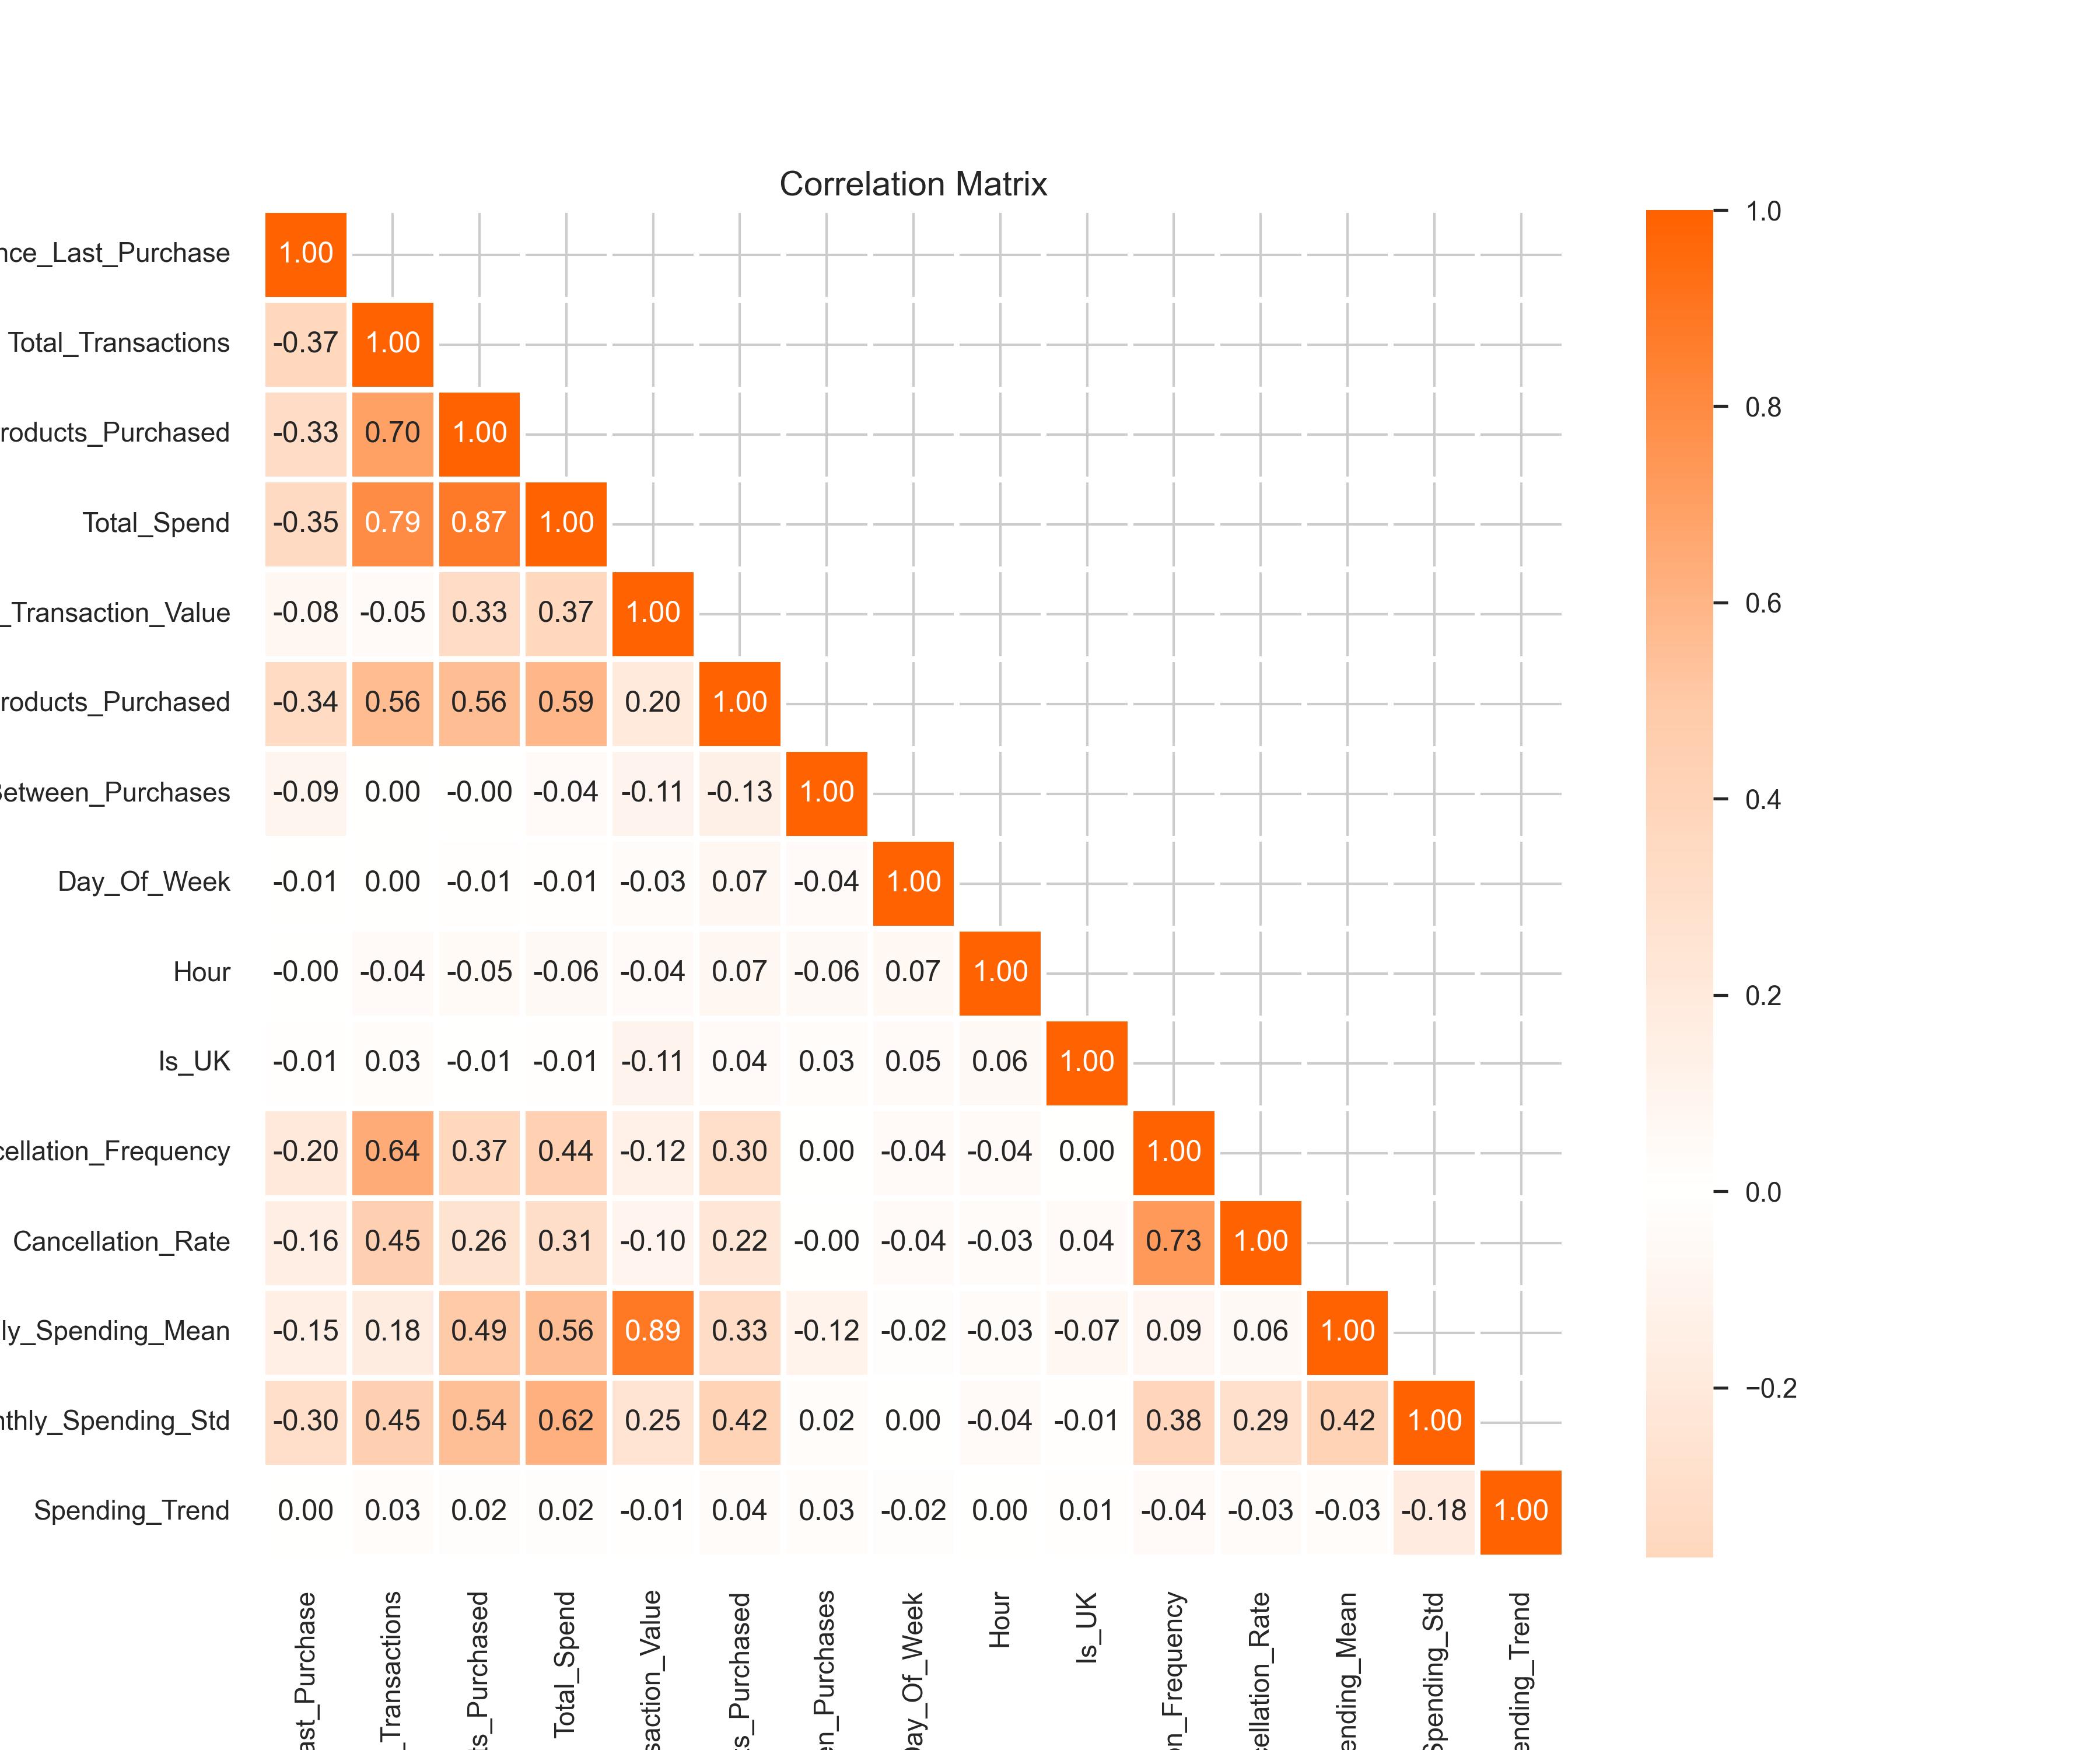 Correlation Matrix
nce_Last_Purchase 1.00
Total_Transactions -0.37 1.00
roducts_Purchased -0.33 0.70 1.00
Total_Spend -0.35 0.79 0.87 1.00
_Transaction_Value -0.08 -0.05 0.33 0.37 1.00
roducts_Purchased -0.34 0.56 0.56 0.59 0.20 1.00
Between_Purchases -0.09 0.00 -0.00 -0.04 -0.11 -0.13 1.00
Day_Of_Week -0.01 0.00 -0.01 -0.01 -0.03 0.07 -0.04 1.00
Hour -0.00 -0.04 -0.05 -0.06 -0.04 0.07 -0.06 0.07 1.00
Is_UK -0.01 0.03 -0.01 -0.01 -0.11 0.04 0.03 0.05 0.06 1.00
cellation_Frequency -0.20 0.64 0.37 0.44 -0.12 0.30 0.00 -0.04 -0.04 0.00 1.00
Cancellation_Rate -0.16 0.45 0.26 0.31 -0.10 0.22 -0.00 -0.04 -0.03 0.04 0.73 1.00
ly_Spending_Mean -0.15 0.18 0.49 0.56 0.89 0.33 -0.12 -0.02 -0.03 -0.07 0.09 0.06 1.00
nthly_Spending_Std -0.30 0.45 0.54 0.62 0.25 0.42 0.02 0.00 -0.04 -0.01 0.38 0.29 0.42 1.00
Spending_Trend 0.00 0.03 0.02 0.02 -0.01 0.04 0.03 -0.02 0.00 0.01 -0.04 -0.03 -0.03 -0.18 1.00
ast_Purchase
_Transactions
ts_Purchased
Total_Spend
saction_Value
ts_Purchased
en_Purchases
Day_Of_Week
Hour
Is_UK
on_Frequency
cellation_Rate
ending_Mean
Spending_Std
ending_Trend
1.0
0.8
0.6
0.4
0.2
0.0
−0.2